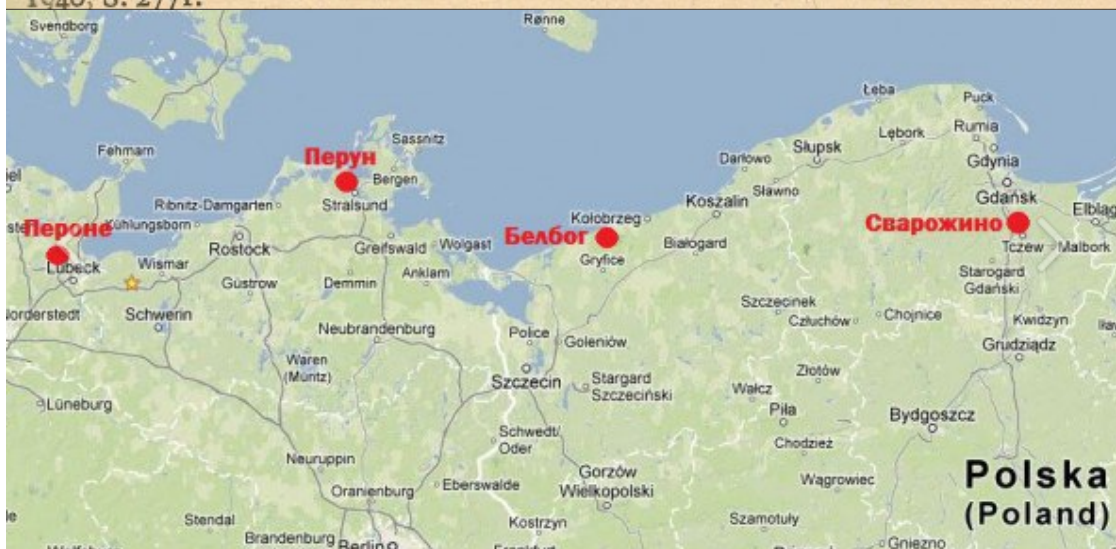 1940, S. 277f.
Svendborg
Rønne
Łeba
Puck
Fehmarn
Sassnitz
Перун
Bergen
Stralsund
Darłowo
Słupsk
Lębork
Rumia
Gdynia
Gdańsk
Ribnitz-Damgarten
Пероне
Kühlungsborn
Rostock
Greifswald
Wolgast
Kołobrzeg
Белбог
Koszalin
Sławno
Сварожино
Elbląg
Lübeck
Wismar
Güstrow
Demmin
Anklam
Gryfice
Białogard
Tczew
Malbork
Starogard
Gdański
Schwerin
Neubrandenburg
Police
Goleniów
Szczecinek
Człuchów
Chojnice
Kwidzyn
Waren
(Müritz)
Szczecin
Stargard
Szczeciński
Złotów
Grudziądz
Lüneburg
Wałcz
Piła
Bydgoszcz
Schwedt/
Oder
Chodzież
Neuruppin
Eberswalde
Gorzów
Wielkopolski
Wągrowiec
Polska
(Poland)
Oranienburg
Stendal
Kostrzyn
Szamotuły
Brandenburg
Berlin
Gniezno